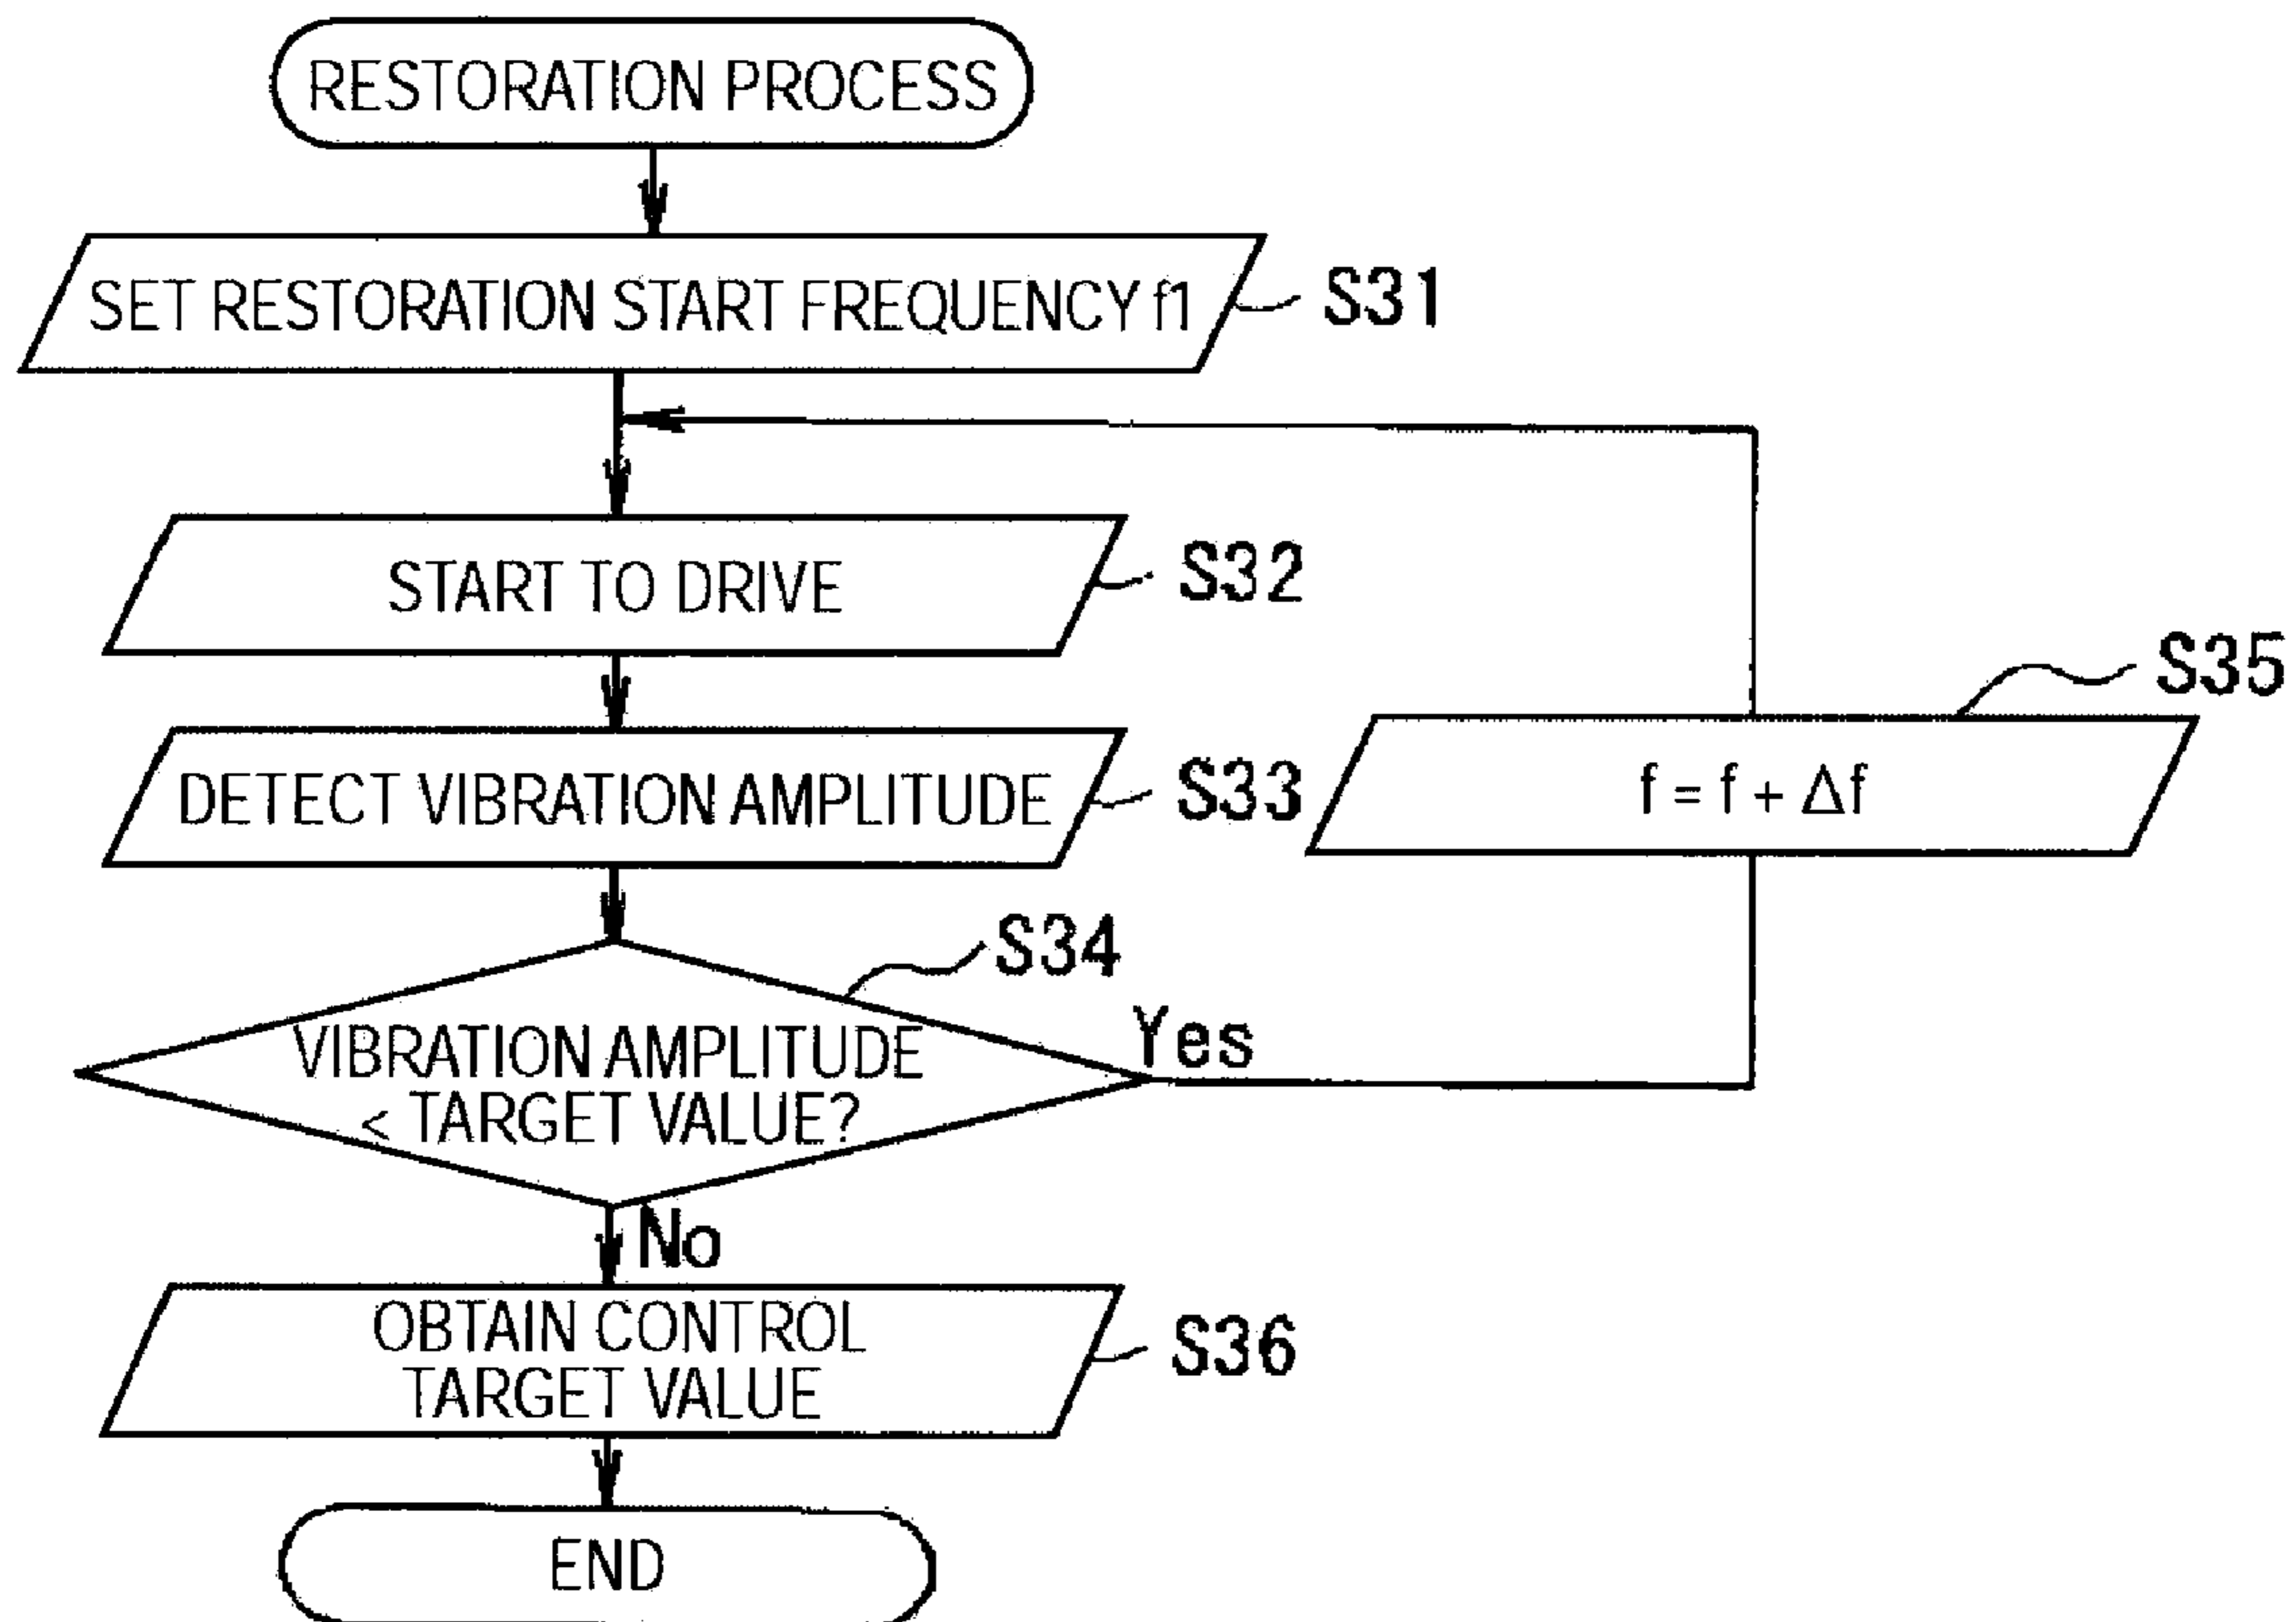 RESTORATION PROCESS
SET RESTORATION START FREQUENCY f1
S31
START TO DRIVE
S32
DETECT VIBRATION AMPLITUDE
S33
S35
f = f + Δf
S34
VIBRATION AMPLITUDE
< TARGET VALUE?
Yes
No
OBTAIN CONTROL
TARGET VALUE
S36
END